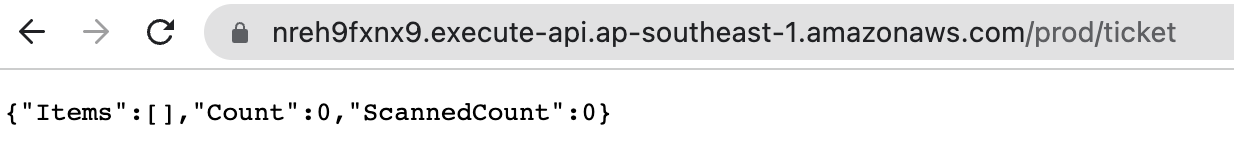 nreh9fxnx9.execute-api.ap-southeast-1.amazonaws.com/prod/ticket
{"Items":[],"Count":0,"ScannedCount":0}